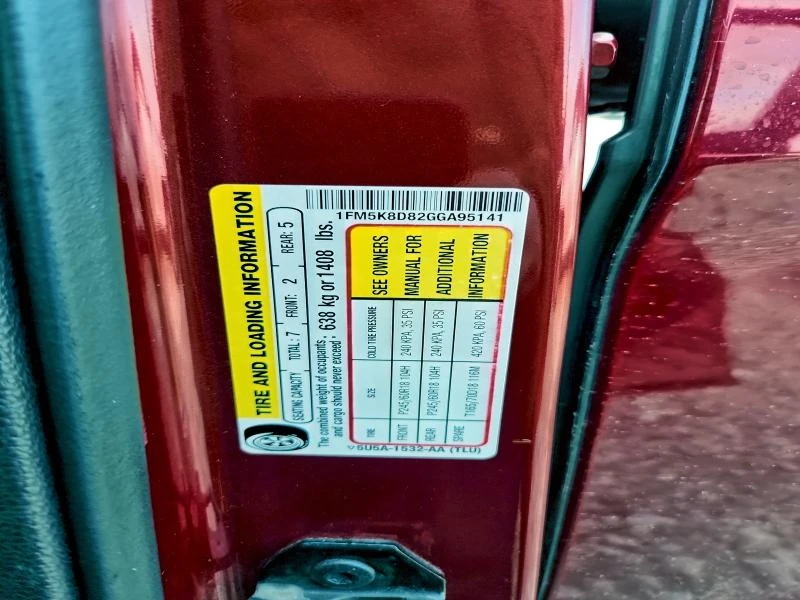 1FM5K8D82GGA95141
TIRE AND LOADING INFORMATION
SEATING CAPACITY TOTAL: 7 FRONT: 2 REAR: 5
The combined weight of occupants, 638 kg or 1408 lbs.
and cargo should never exceed
TIRE SIZE COLD TIRE PRESSURE SEE OWNERS
FRONT P245/60R18 104H 240 KPA, 35 PSI MANUAL FOR
REAR P245/60R18 104H 240 KPA, 35 PSI ADDITIONAL
SPARE T165/70D18 116M 420 KPA, 60 PSI INFORMATION
5U5A-1532-AA (TLU)